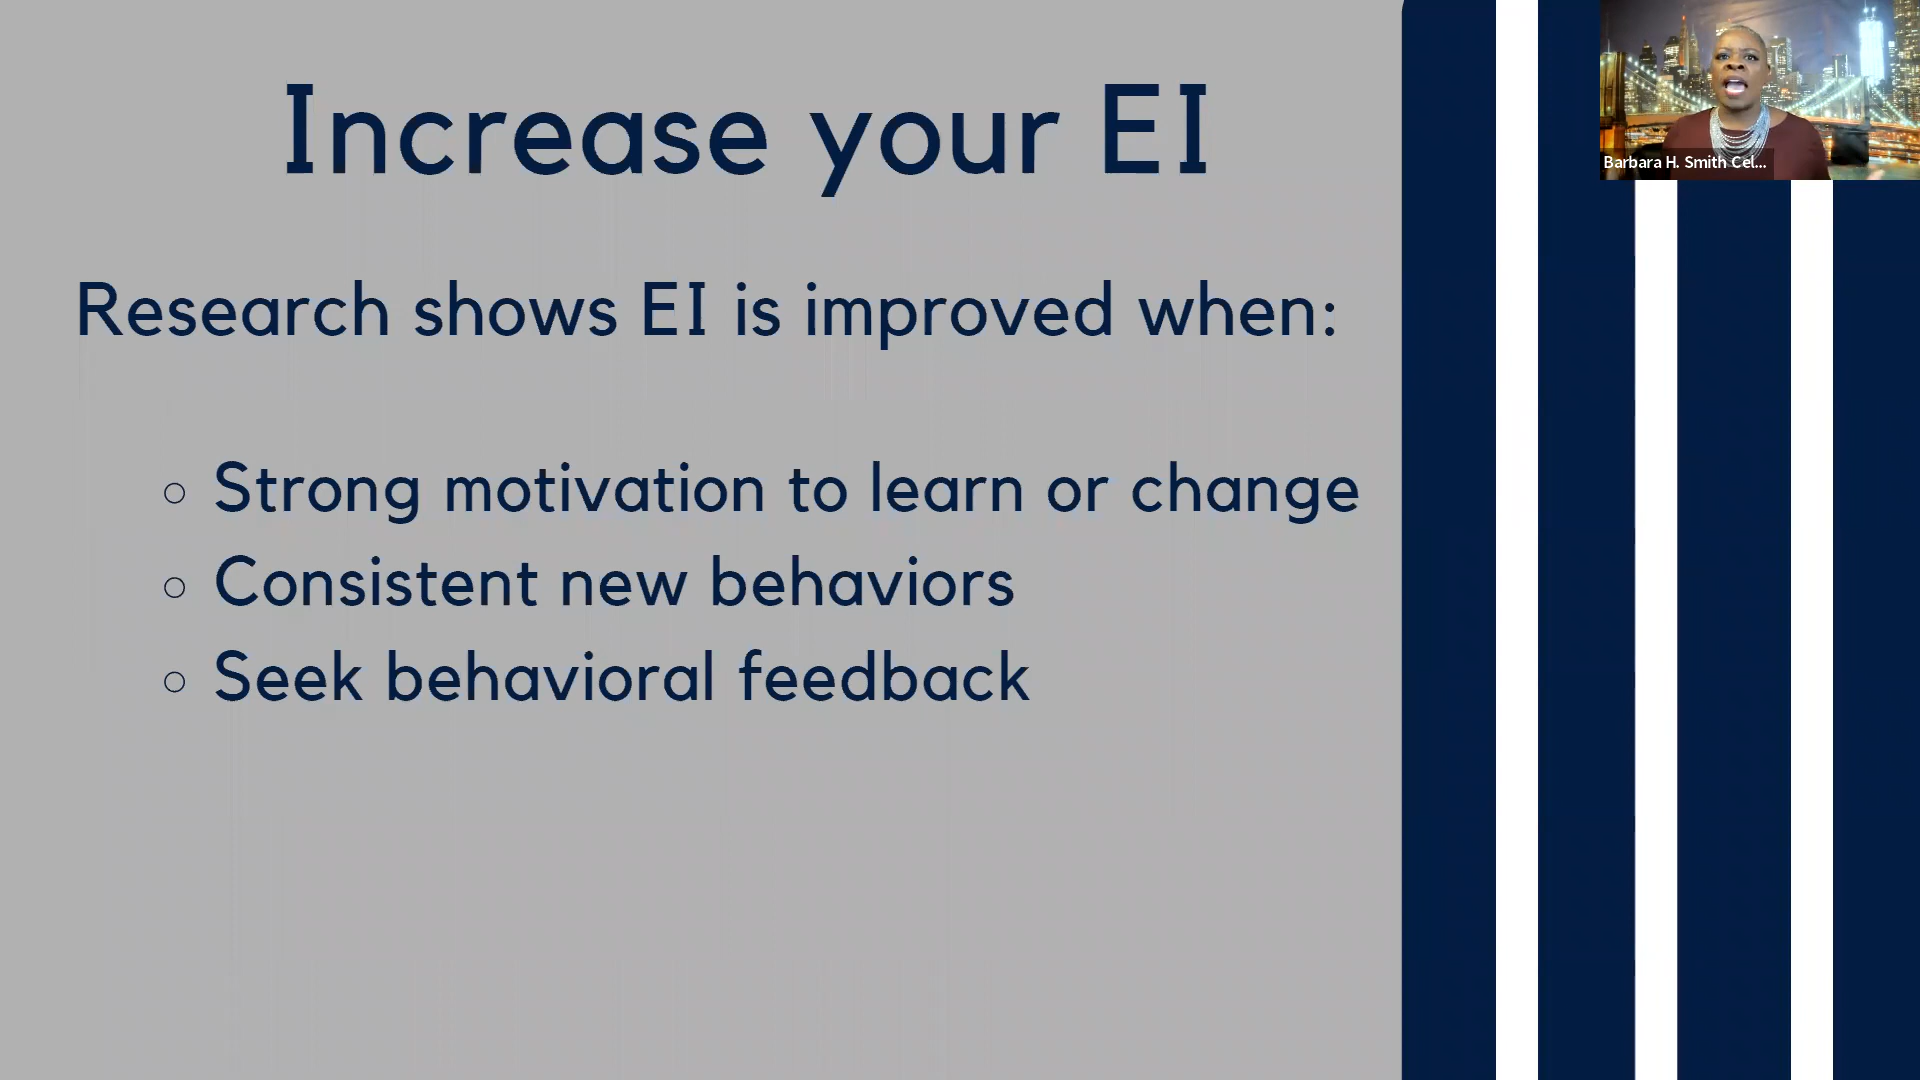 Increase your EI
Research shows EI is improved when:
Strong motivation to learn or change
Consistent new behaviors
Seek behavioral feedback
Barbara H. Smith Cel...